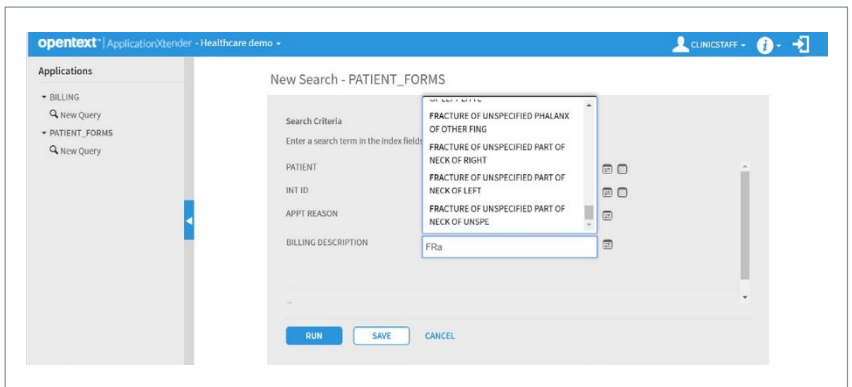 opentext™ | ApplicationXtender - Healthcare demo
CLINICSTAFF
Applications
BILLING
New Query
PATIENT_FORMS
New Query
New Search - PATIENT_FORMS
Search Criteria
Enter a search term in the index fields
PATIENT
INT ID
APPT REASON
BILLING DESCRIPTION
FRACTURE OF UNSPECIFIED PHALANX
OF OTHER FING
FRACTURE OF UNSPECIFIED PART OF
NECK OF RIGHT
FRACTURE OF UNSPECIFIED PART OF
NECK OF LEFT
FRACTURE OF UNSPECIFIED PART OF
NECK OF UNSPE
FRa
...
RUN
SAVE
CANCEL